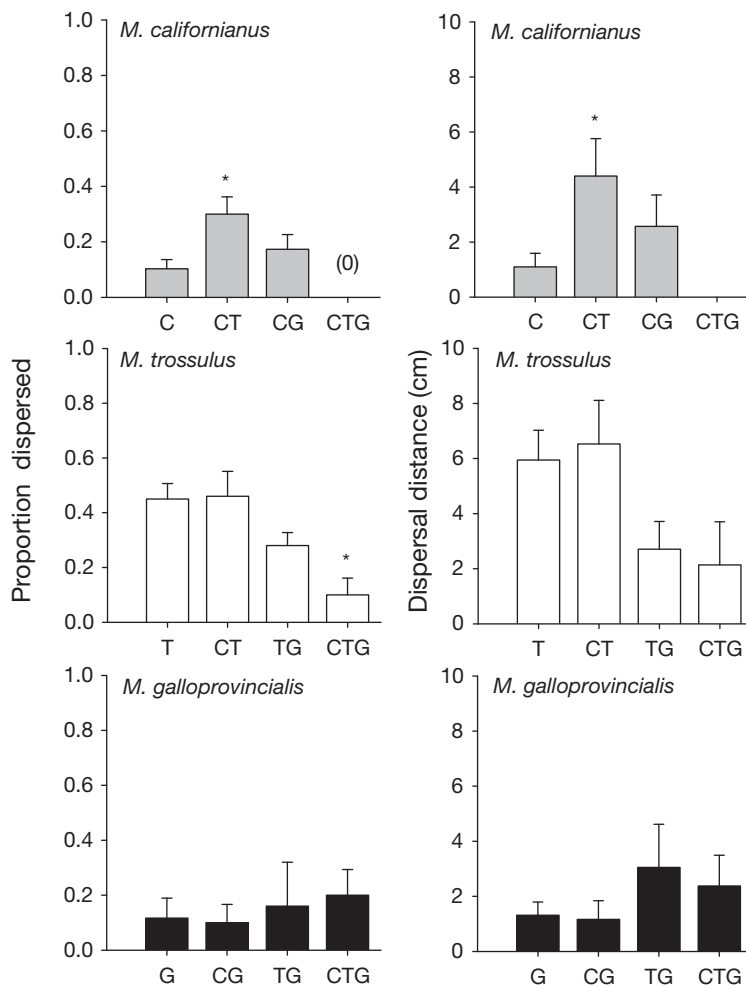 Proportion dispersed
M. californianus
1.0
0.8
0.6
0.4
0.2
0.0
*
(0)
C CT CG CTG
M. trossulus
1.0
0.8
0.6
0.4
0.2
0.0
*
T CT TG CTG
M. galloprovincialis
1.0
0.8
0.6
0.4
0.2
0.0
G CG TG CTG
Dispersal distance (cm)
M. californianus
10
8
6
4
2
0
*
C CT CG CTG
M. trossulus
10
8
6
4
2
0
T CT TG CTG
M. galloprovincialis
10
8
6
4
2
0
G CG TG CTG